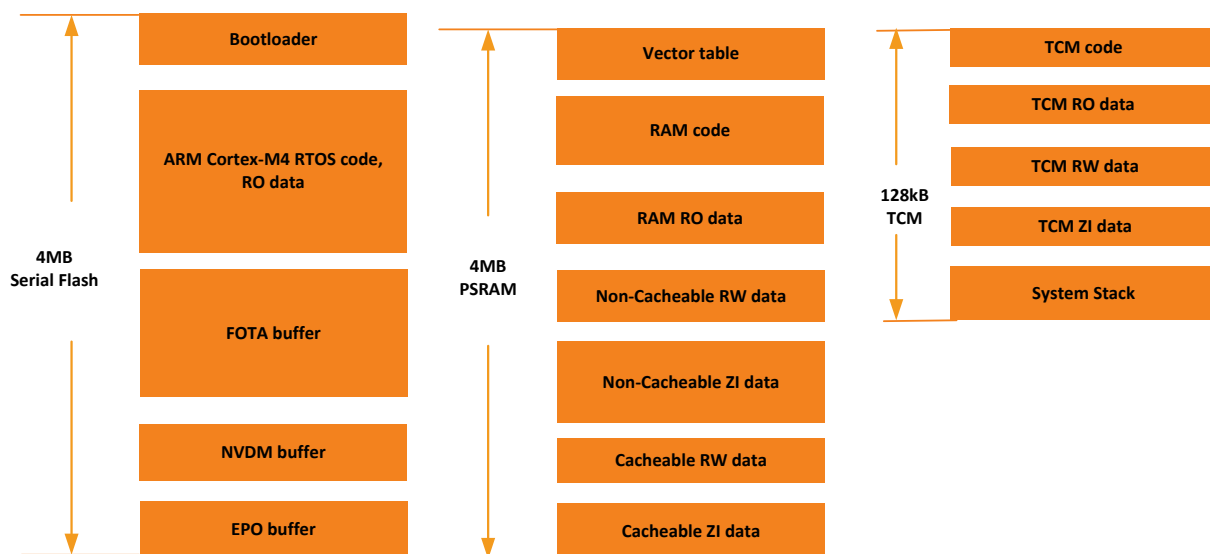 Bootloader
ARM Cortex-M4 RTOS code,
RO data
4MB
Serial Flash
FOTA buffer
NVDM buffer
EPO buffer
Vector table
RAM code
RAM RO data
4MB
PSRAM
Non-Cacheable RW data
Non-Cacheable ZI data
Cacheable RW data
Cacheable ZI data
TCM code
TCM RO data
TCM RW data
128kB
TCM
TCM ZI data
System Stack